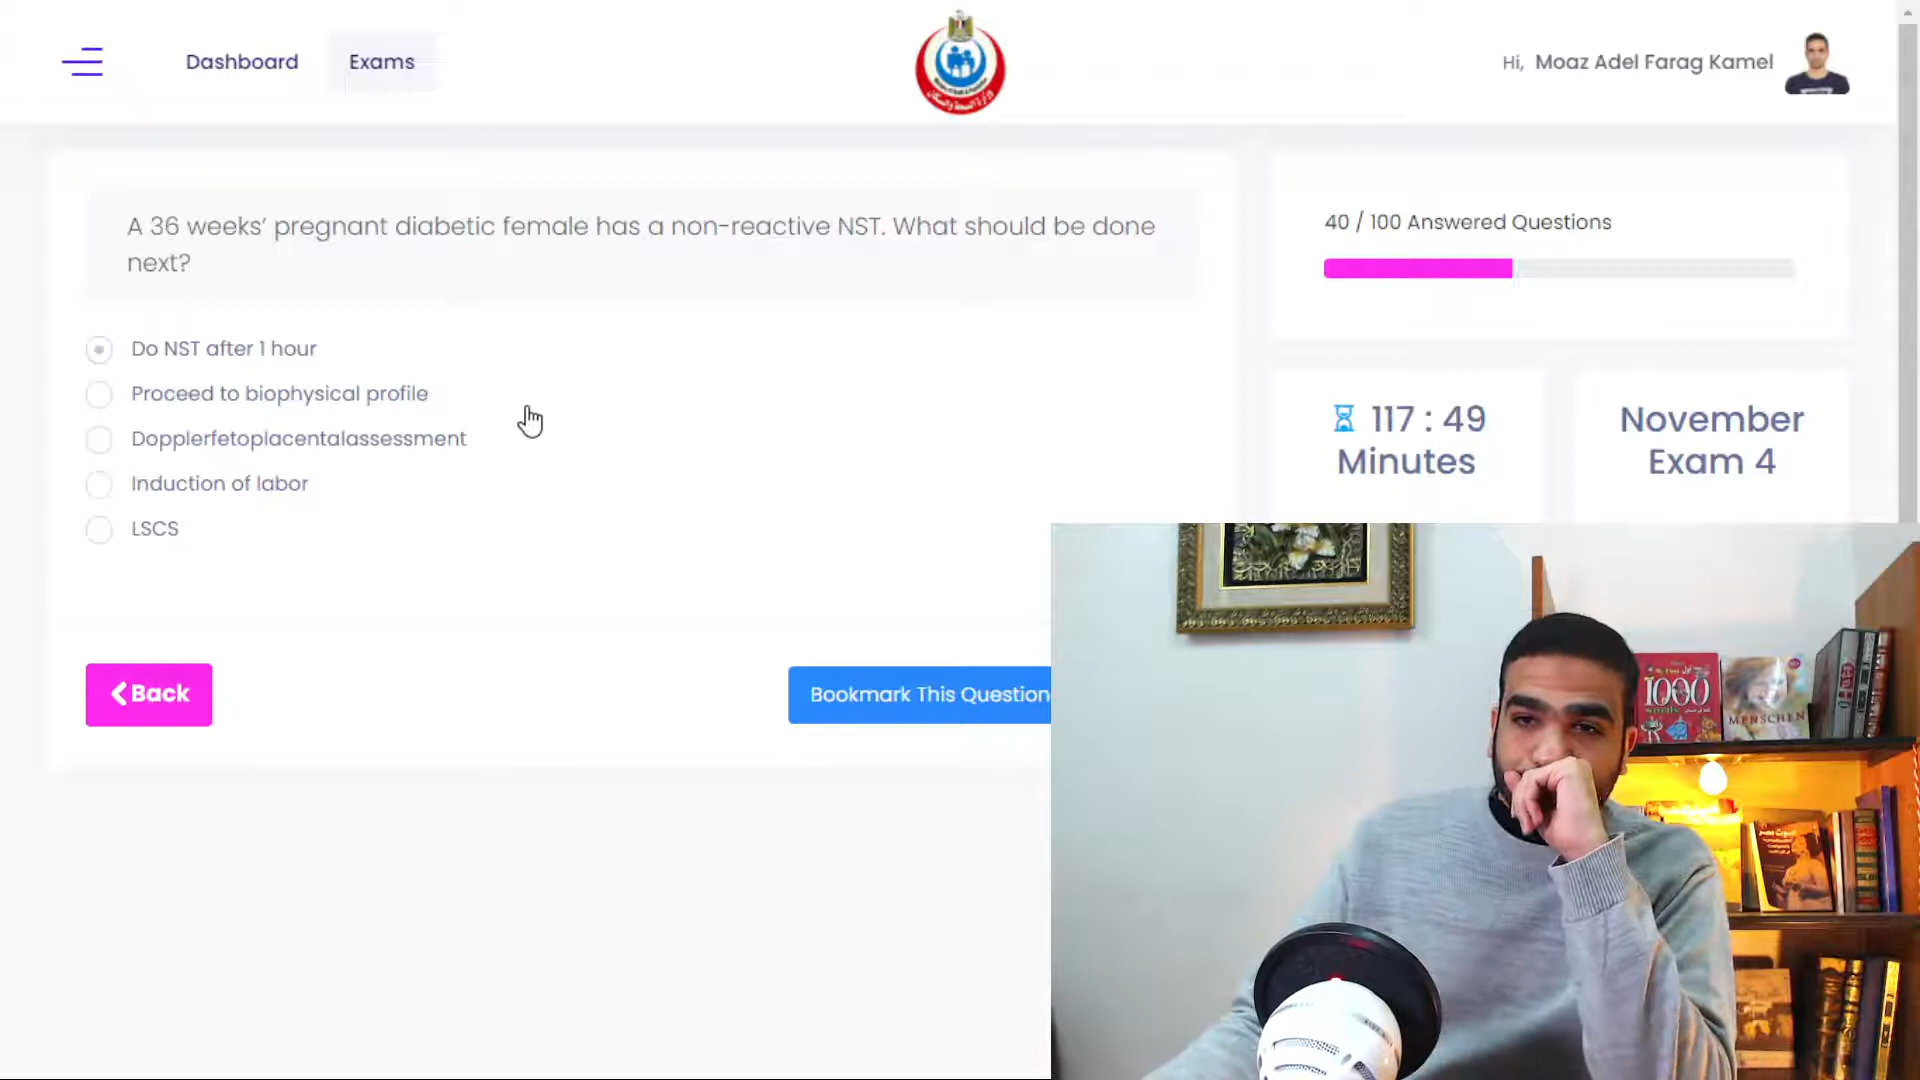 Dashboard
Exams
Hi, Moaz Adel Farag Kamel
A 36 weeks’ pregnant diabetic female has a non-reactive NST. What should be done
next?
Do NST after 1 hour
Proceed to biophysical profile
Dopplerfetoplacentalassessment
Induction of labor
LSCS
Back
Bookmark This Question
40 / 100 Answered Questions
117 : 49
Minutes
November
Exam 4
1000
words
MENSCHEN